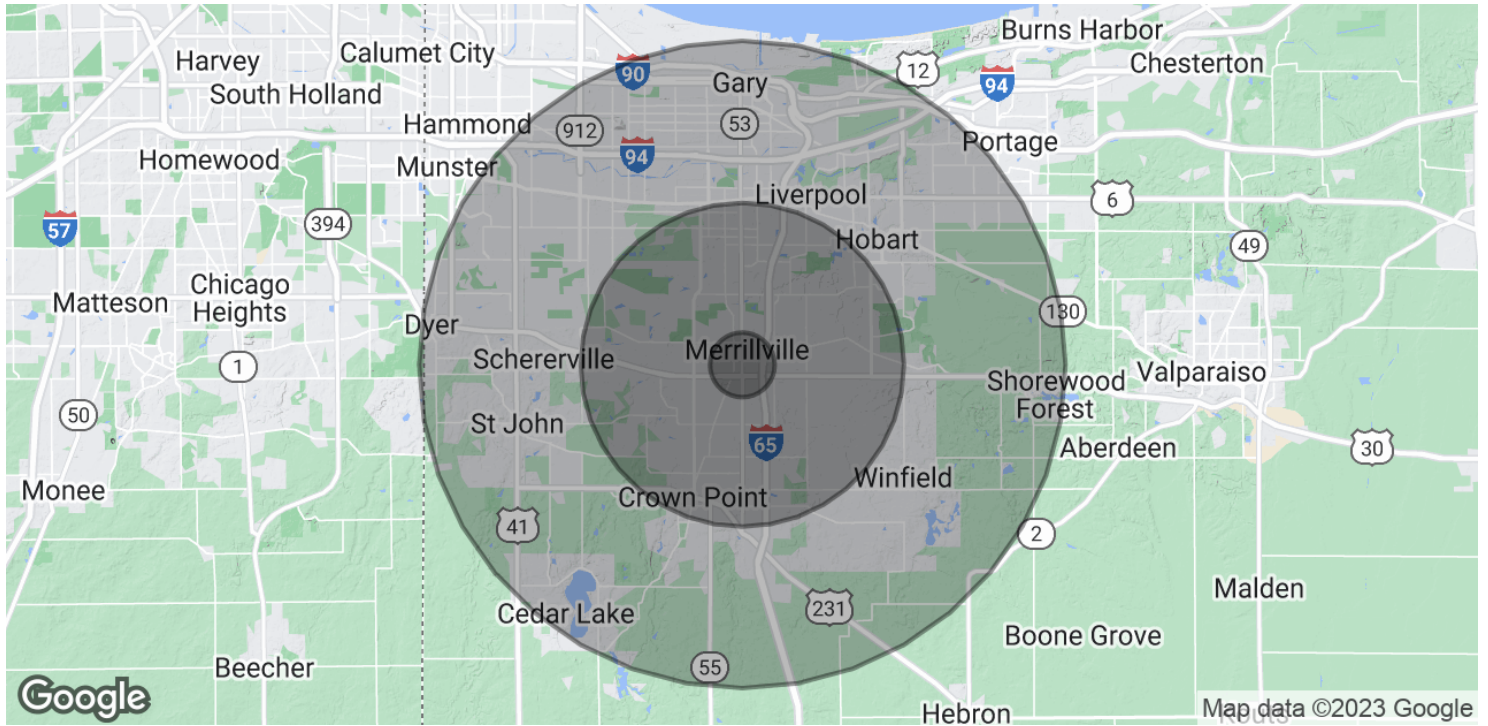 Burns Harbor
Calumet City
Harvey
Chesterton
12
90
Gary
94
South Holland
Hammond
912
53
Portage
Homewood
94
Munster
Liverpool
6
394
57
Hobart
49
Chicago
Heights
Matteson
130
Dyer
Merrillville
Schererville
1
Valparaiso
Shorewood
Forest
50
St John
65
Aberdeen
30
Winfield
Monee
Crown Point
41
2
Malden
231
Cedar Lake
Boone Grove
Beecher
55
Google
Hebron
Map data ©2023 Google
Kouts